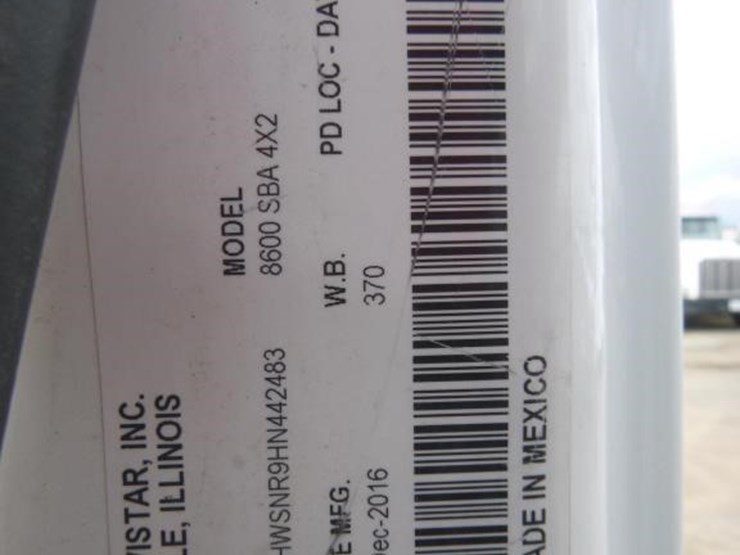 VISTAR, INC.
LE, ILLINOIS
MODEL
8600 SBA 4X2
HWSNR9HN442483
W.B.
370
PD LOC - DA
E MFG.
ec-2016
ADE IN MEXICO